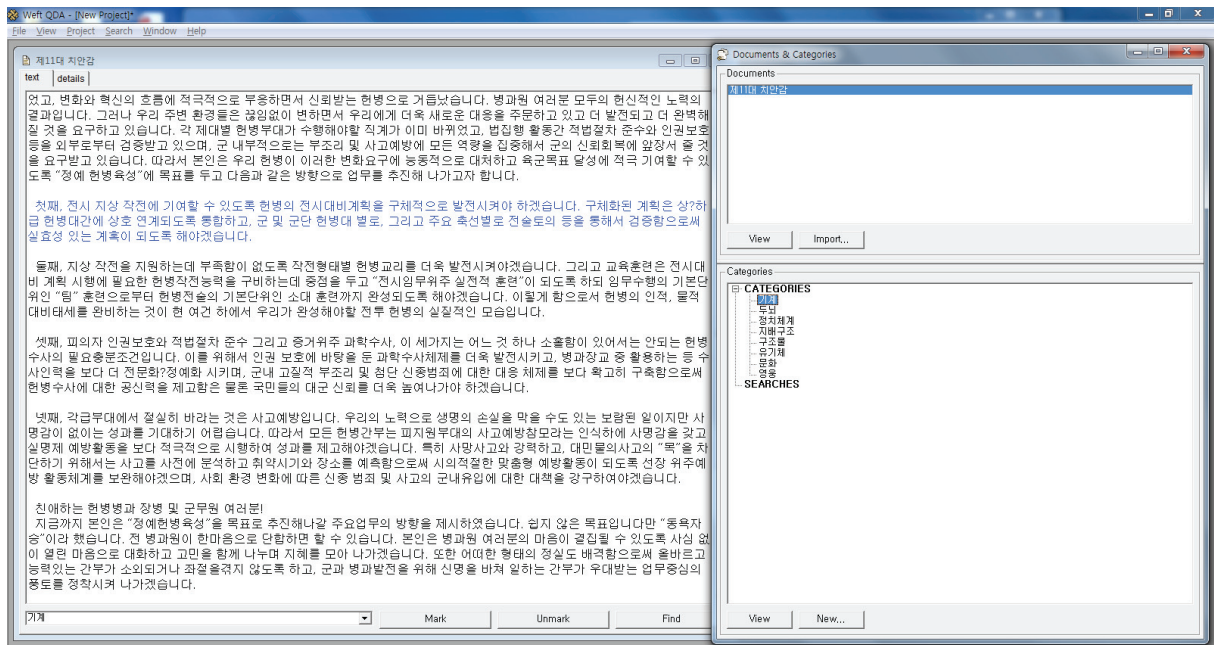 Weft QDA - [New Project]*
File View Project Search Window Help
제11대 치안감
text details
었고, 변화와 혁신의 흐름에 적극적으로 부응하면서 신뢰받는 헌병으로 거듭났습니다. 병과원 여러분 모두의 헌신적인 노력의
결과입니다. 그러나 우리 주변 환경들은 끊임없이 변하면서 우리에게 더욱 새로운 대응을 주문하고 있고 더 발전되고 더 완벽해
질 것을 요구하고 있습니다. 각 제대별 헌병부대가 수행해야할 직계가 이미 바뀌었고, 법집행 활동간 적법절차 준수와 인권보호
등을 외부로부터 검증받고 있으며, 군 내부적으로는 부조리 및 사고예방에 모든 역량을 집중해서 군의 신뢰회복에 앞장서 줄 것
을 요구받고 있습니다. 따라서 본인은 우리 헌병이 이러한 변화요구에 능동적으로 대처하고 육군목표 달성에 적극 기여할 수 있
도록 “정예 헌병육성”에 목표를 두고 다음과 같은 방향으로 업무를 추진해 나가고자 합니다.
첫째, 전시 지상 작전에 기여할 수 있도록 헌병의 전시대비계획을 구체적으로 발전시켜야 하겠습니다. 구체화된 계획은 상?하
급 헌병대간에 상호 연계되도록 통합하고, 군 및 군단 헌병대 별로, 그리고 주요 축선별로 전술토의 등을 통해서 검증함으로써
실효성 있는 계획이 되도록 해야겠습니다.
둘째, 지상 작전을 지원하는데 부족함이 없도록 작전형태별 헌병교리를 더욱 발전시켜야겠습니다. 그리고 교육훈련은 전시대
비 계획 시행에 필요한 헌병작전능력을 구비하는데 중점을 두고 “전시임무위주 실전적 훈련”이 되도록 하되 임무수행의 기본단
위인 “팀” 훈련으로부터 헌병전술의 기본단위인 소대 훈련까지 완성되도록 해야겠습니다. 이렇게 함으로서 헌병의 인적, 물적
대비태세를 완비하는 것이 현 여건 하에서 우리가 완성해야할 전투 헌병의 실질적인 모습입니다.
셋째, 피의자 인권보호와 적법절차 준수 그리고 증거위주 과학수사, 이 세가지는 어느 것 하나 소홀함이 있어서는 안되는 헌병
수사의 필요충분조건입니다. 이를 위해서 인권 보호에 바탕을 둔 과학수사체제를 더욱 발전시키고, 병과장교 중 활용하는 등 수
사인력을 보다 더 전문화?정예화 시키며, 군내 고질적 부조리 및 첨단 신종범죄에 대한 대응 체제를 보다 확고히 구축함으로써
헌병수사에 대한 공신력을 제고함은 물론 국민들의 대군 신뢰를 더욱 높여나가야 하겠습니다.
넷째, 각급부대에서 절실히 바라는 것은 사고예방입니다. 우리의 노력으로 생명의 손실을 막을 수도 있는 보람된 일이지만 사
명감이 없이는 성과를 기대하기 어렵습니다. 따라서 모든 헌병간부는 피지원부대의 사고예방참모라는 인식하에 사명감을 갖고
실명제 예방활동을 보다 적극적으로 시행하여 성과를 제고해야겠습니다. 특히 사망사고와 강력하고, 대민물의사고의 “목”을 차
단하기 위해서는 사고를 사전에 분석하고 취약시기와 장소를 예측함으로써 시의적절한 맞춤형 예방활동이 되도록 선장 위주예
방 활동체계를 보완해야겠으며, 사회 환경 변화에 따른 신종 범죄 및 사고의 군내유입에 대한 대책을 강구하여야겠습니다.
친애하는 헌병병과 장병 및 군무원 여러분!
지금까지 본인은 “정예헌병육성”을 목표로 추진해나갈 주요업무의 방향을 제시하였습니다. 쉽지 않은 목표입니다만 “동욕자
승”이라 했습니다. 전 병과원이 한마음으로 단합하면 할 수 있습니다. 본인은 병과원 여러분의 마음이 결집될 수 있도록 사심 없
이 열린 마음으로 대화하고 고민을 함께 나누며 지혜를 모아 나가겠습니다. 또한 어떠한 형태의 정실도 배격함으로써 올바르고
능력있는 간부가 소외되거나 좌절을겪지 않도록 하고, 군과 병과발전을 위해 신명을 바쳐 일하는 간부가 우대받는 업무중심의
풍토를 정착시켜 나가겠습니다.
기계 Mark Unmark Find
Documents & Categories
Documents
제11대 치안감
View Import...
Categories
CATEGORIES
기계
두뇌
정치체계
지배구조
구조물
유기체
문화
영웅
SEARCHES
View New...